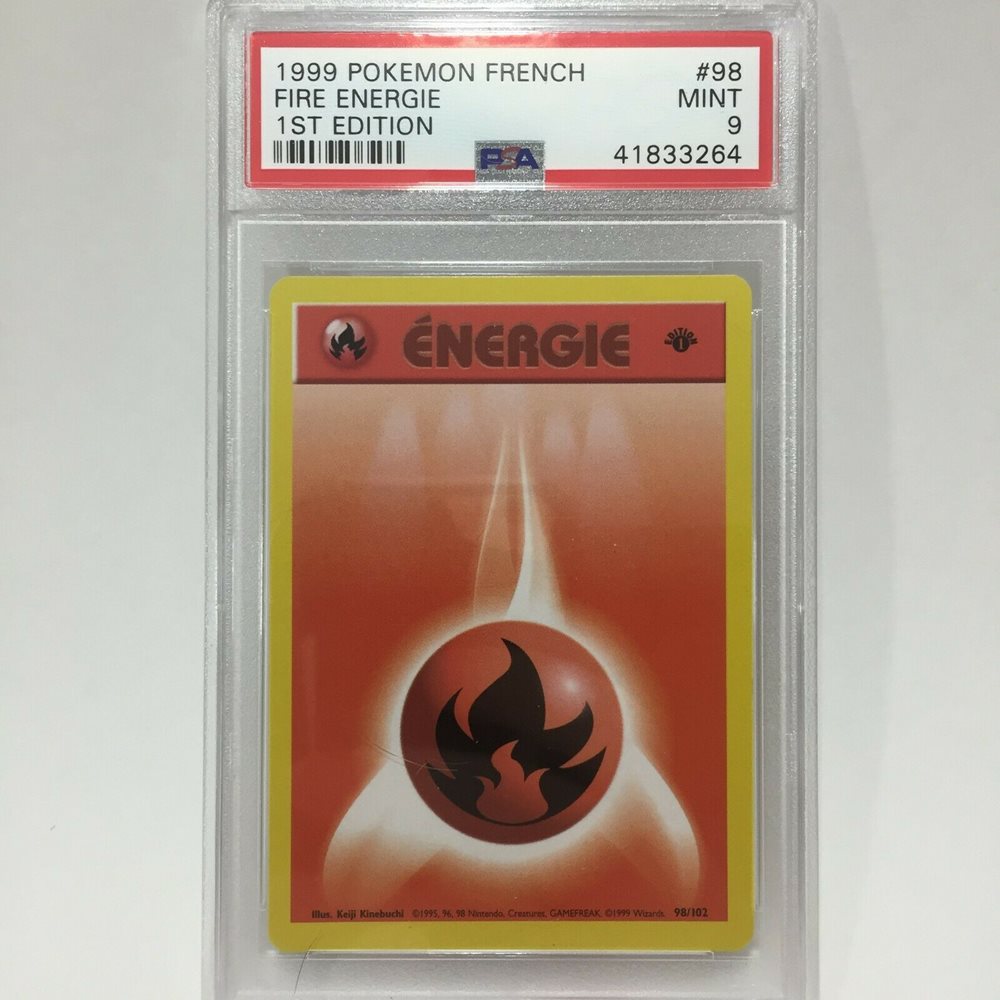 1999 POKEMON FRENCH #98
FIRE ENERGIE MINT
1ST EDITION 9
PSA 41833264
ÉNERGIE
EDITION 1
Illus. Keiji Kinebuchi ©1995, 96, 98 Nintendo, Creatures, GAMEFREAK, ©1999 Wizards. 98/102